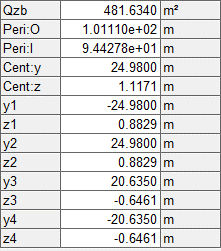 Qzb 481.6340 m²
Peri:O 1.01110e+02 m
Peri:I 9.44278e+01 m
Cent:y 24.9800 m
Cent:z 1.1171 m
y1 -24.9800 m
z1 0.8829 m
y2 24.9800 m
z2 0.8829 m
y3 20.6350 m
z3 -0.6461 m
y4 -20.6350 m
z4 -0.6461 m